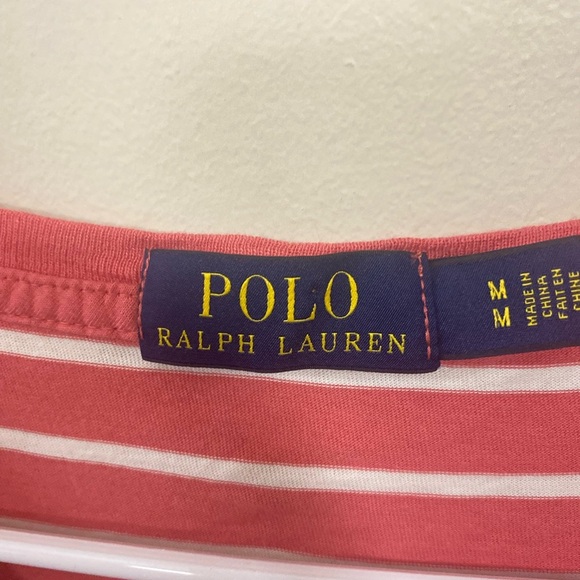 POLO
RALPH LAUREN
M
M
MADE IN
CHINA
FAIT EN
CHINE